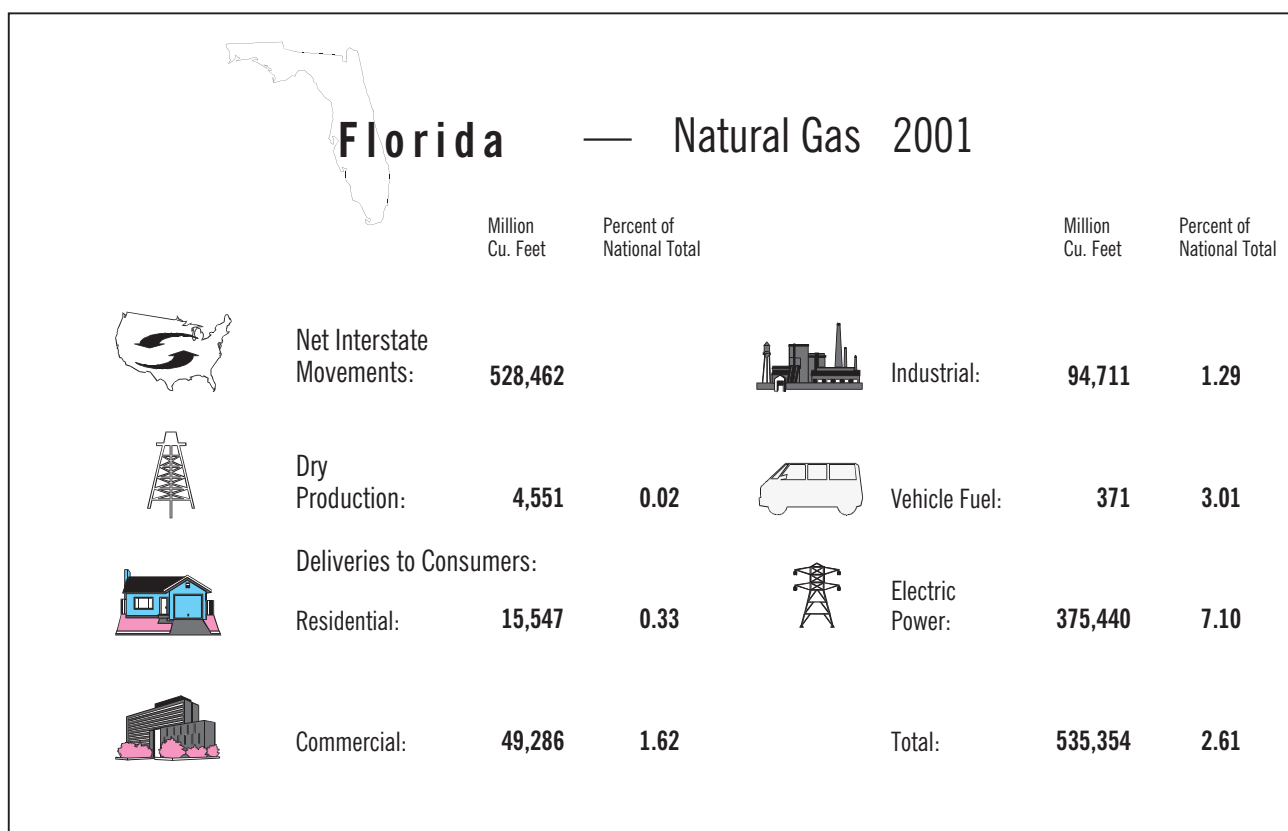 Florida — Natural Gas 2001
Million Cu. Feet
Percent of National Total
Million Cu. Feet
Percent of National Total
Net Interstate
Movements: 528,462
Dry
Production: 4,551 0.02
Deliveries to Consumers:
Residential: 15,547 0.33
Commercial: 49,286 1.62
Industrial: 94,711 1.29
Vehicle Fuel: 371 3.01
Electric
Power: 375,440 7.10
Total: 535,354 2.61